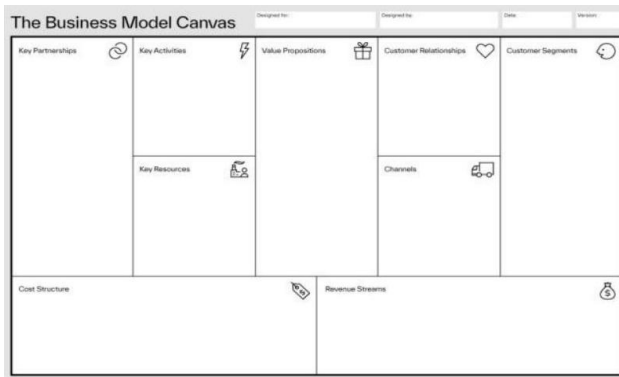 The Business Model Canvas
Designed for:
Designed by:
Date:
Version:
Key Partnerships
Key Activities
Value Propositions
Customer Relationships
Customer Segments
Key Resources
Channels
Cost Structure
Revenue Streams